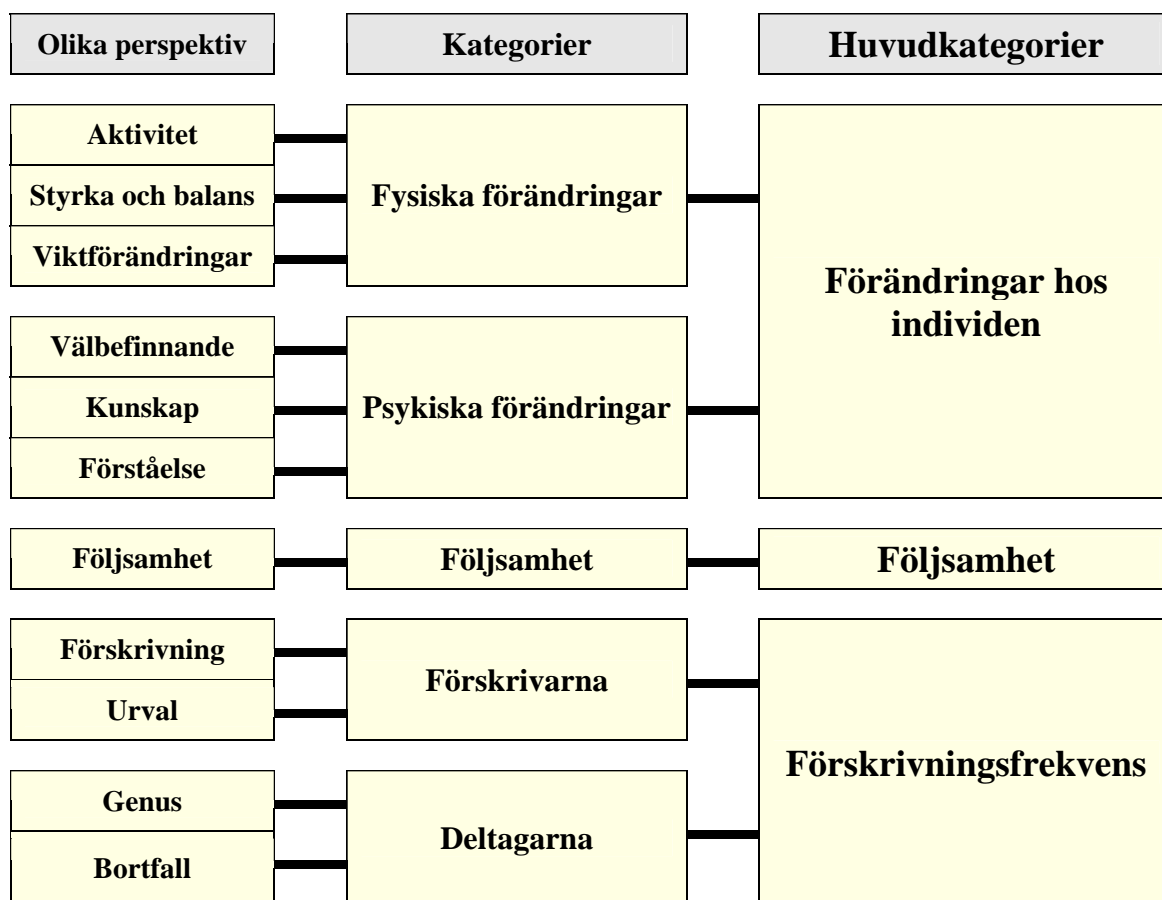 Olika perspektiv
Kategorier
Huvudkategorier
Aktivitet
Styrka och balans
Viktförändringar
Fysiska förändringar
Välbefinnande
Kunskap
Förståelse
Psykiska förändringar
Förändringar hos
individen
Följsamhet
Följsamhet
Följsamhet
Förskrivning
Urval
Förskrivarna
Genus
Bortfall
Deltagarna
Förskrivningsfrekvens